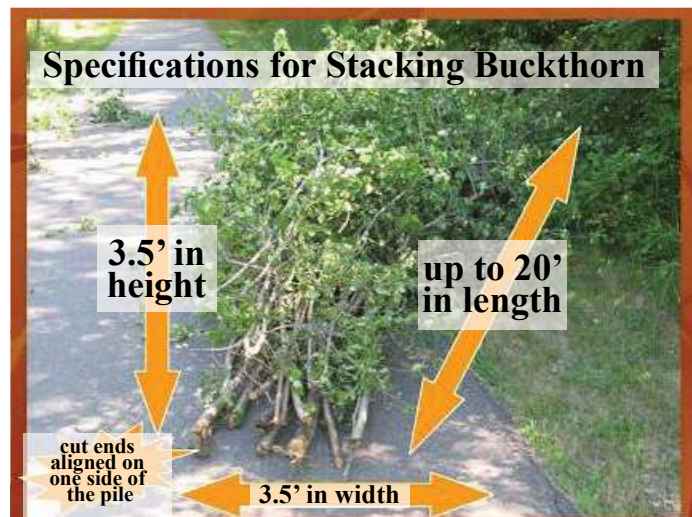 Specifications for Stacking Buckthorn
3.5’ in
height
up to 20’
in length
cut ends
aligned on
one side of
the pile
3.5’ in width